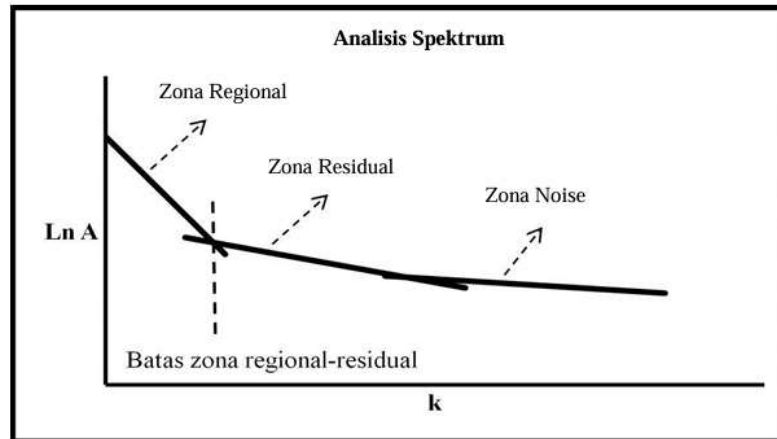 Analisis Spektrum
Zona Regional
Zona Residual
Zona Noise
Ln A
Batas zona regional-residual
k